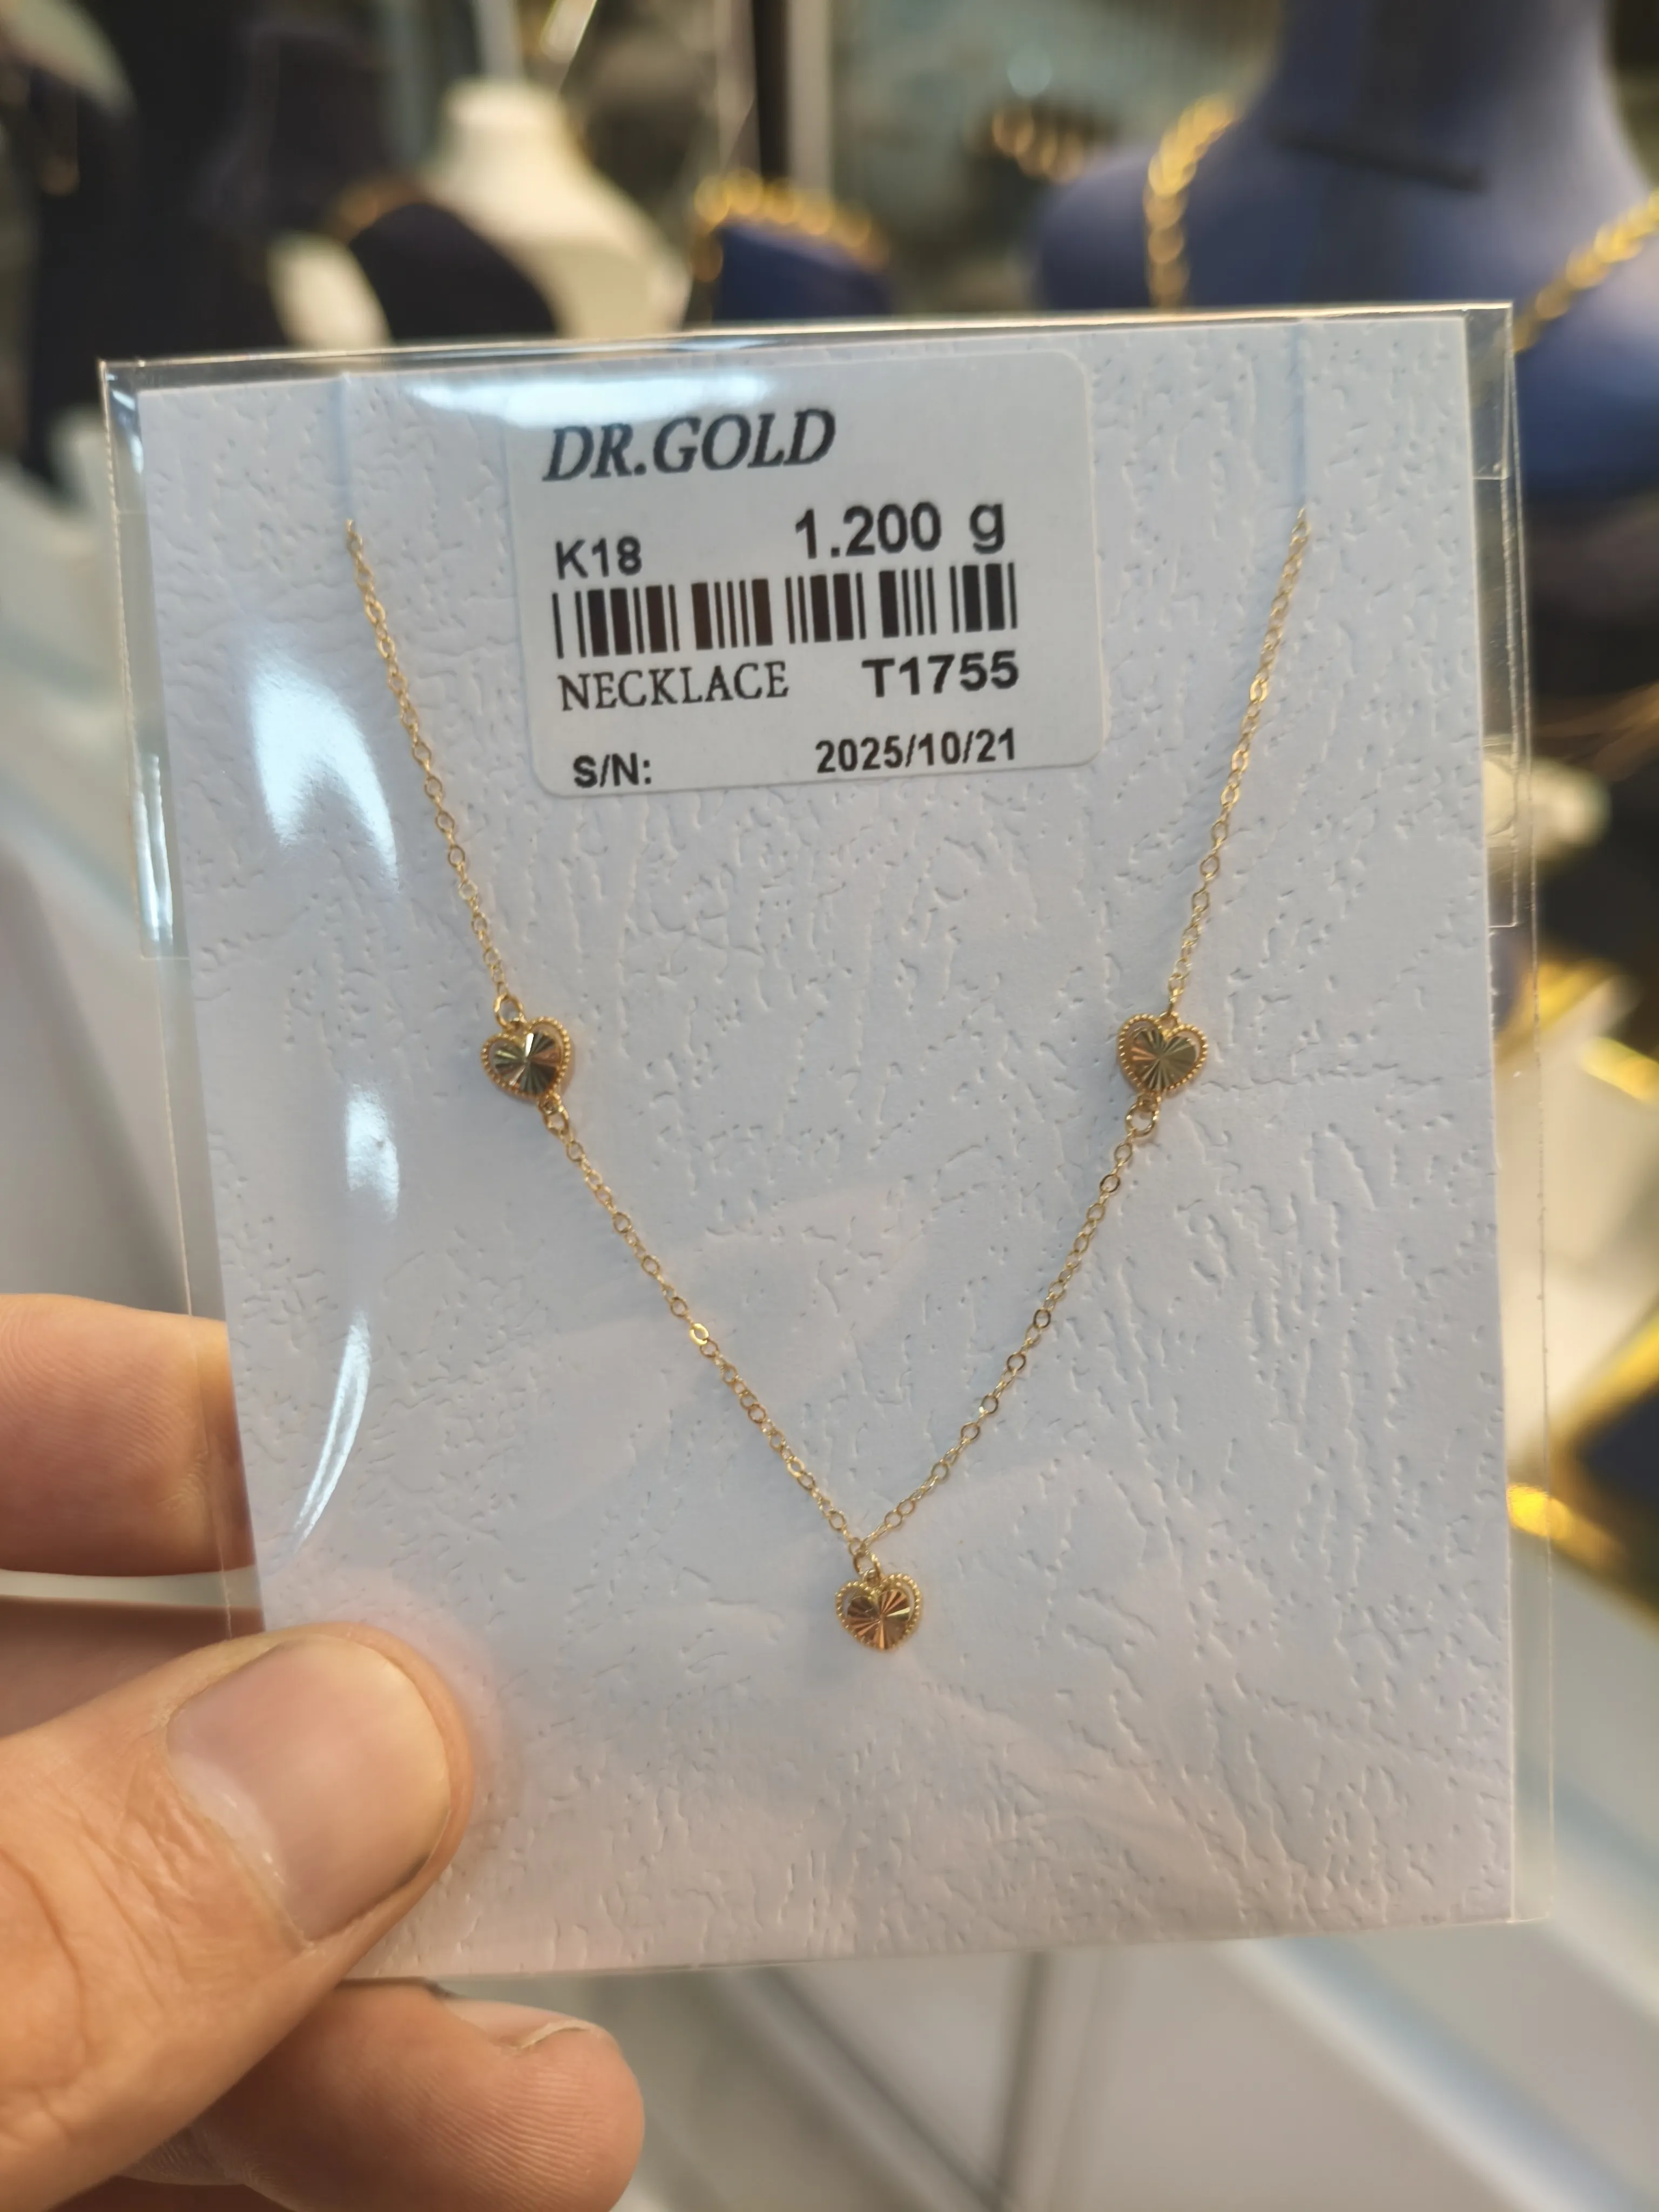 DR.GOLD
K18 1.200 g
NECKLACE T1755
S/N: 2025/10/21